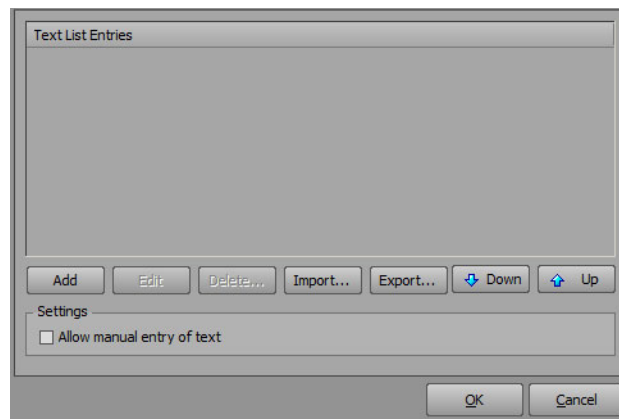 Text List Entries
Add Edit Delete... Import... Export... Down Up
Settings
Allow manual entry of text
OK Cancel